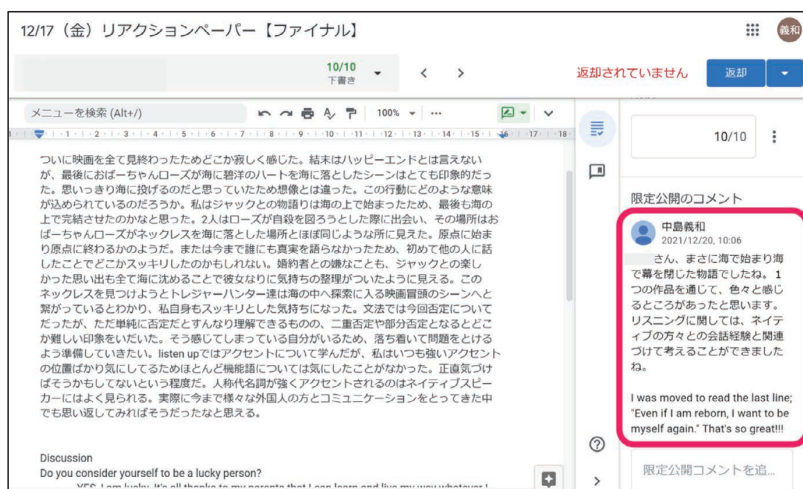 12/17（金）リアクションペーパー【ファイナル】
義和
10/10
下書き
返却されていません
返却
メニューを検索 (Alt+/)
100%
10/10
ついに映画を全て見終わったためどこか寂しく感じた。結末はハッピーエンドとは言えない
が、最後におばーちゃんローズが海に碧洋のハートを海に落としたシーンはとても印象的だっ
た。思いっきり海に投げるのだと思っていたため想像とは違った。この行動にどのような意味
が込められているのだろうか。私はジャックとの物語りは海の上で始まったため、最後も海の
上で完結させたのかなと思った。2人はローズが自殺を図ろうとした際に出会い、その場所はお
ばーちゃんローズがネックレスを海に落とした場所とほぼ同じような所に見えた。原点に始ま
り原点に終わるかのようだ。または今まで誰にも真実を語らなかったため、初めて他の人に話
したことでどこかスッキリしたのかもしれない。婚約者との嫌なことも、ジャックとの楽し
かった思い出も全て海に沈めることで彼女なりに気持ちの整理がついたように見える。この
ネックレスを見つけようとトレジャーハンター達は海の中へ探索に入る映画冒頭のシーンへと
繋がっているとわかり、私自身もスッキリとした気持ちになった。文法では今回否定について
だったが、ただ単純に否定だとすんなり理解できるものの、二重否定や部分否定となるとどこ
か難しい印象をいだいた。そう感じてしまっている自分がいるため、落ち着いて問題をとける
よう準備していきたい。listen upではアクセントについて学んだが、私はいつも強いアクセント
の位置ばかり気にしてるためほとんど機能語については気にしたことがなかった。正直気づけ
ばそうかもしてないという程度だ。人称代名詞が強くアクセントされるのはネイティブスピー
カーにはよく見られる。実際に今まで様々な外国人の方とコミュニケーションをとってきた中
でも思い返してみればそうだったなと思える。
Discussion
Do you consider yourself to be a lucky person?
YES, I am lucky. It's all thanks to my parents that I can learn and live my way whatever I
限定公開のコメント
中島義和
2021/12/20, 10:06
さん、まさに海で始まり海
で幕を閉じた物語でしたね。1
つの作品を通じて、色々と感じ
るところがあったと思います。
リスニングに関しては、ネイテ
ィブの方々との会話経験と関連
づけて考えることができました
ね。
I was moved to read the last line;
"Even if I am reborn, I want to be
myself again." That's so great!!!
限定公開コメントを追...